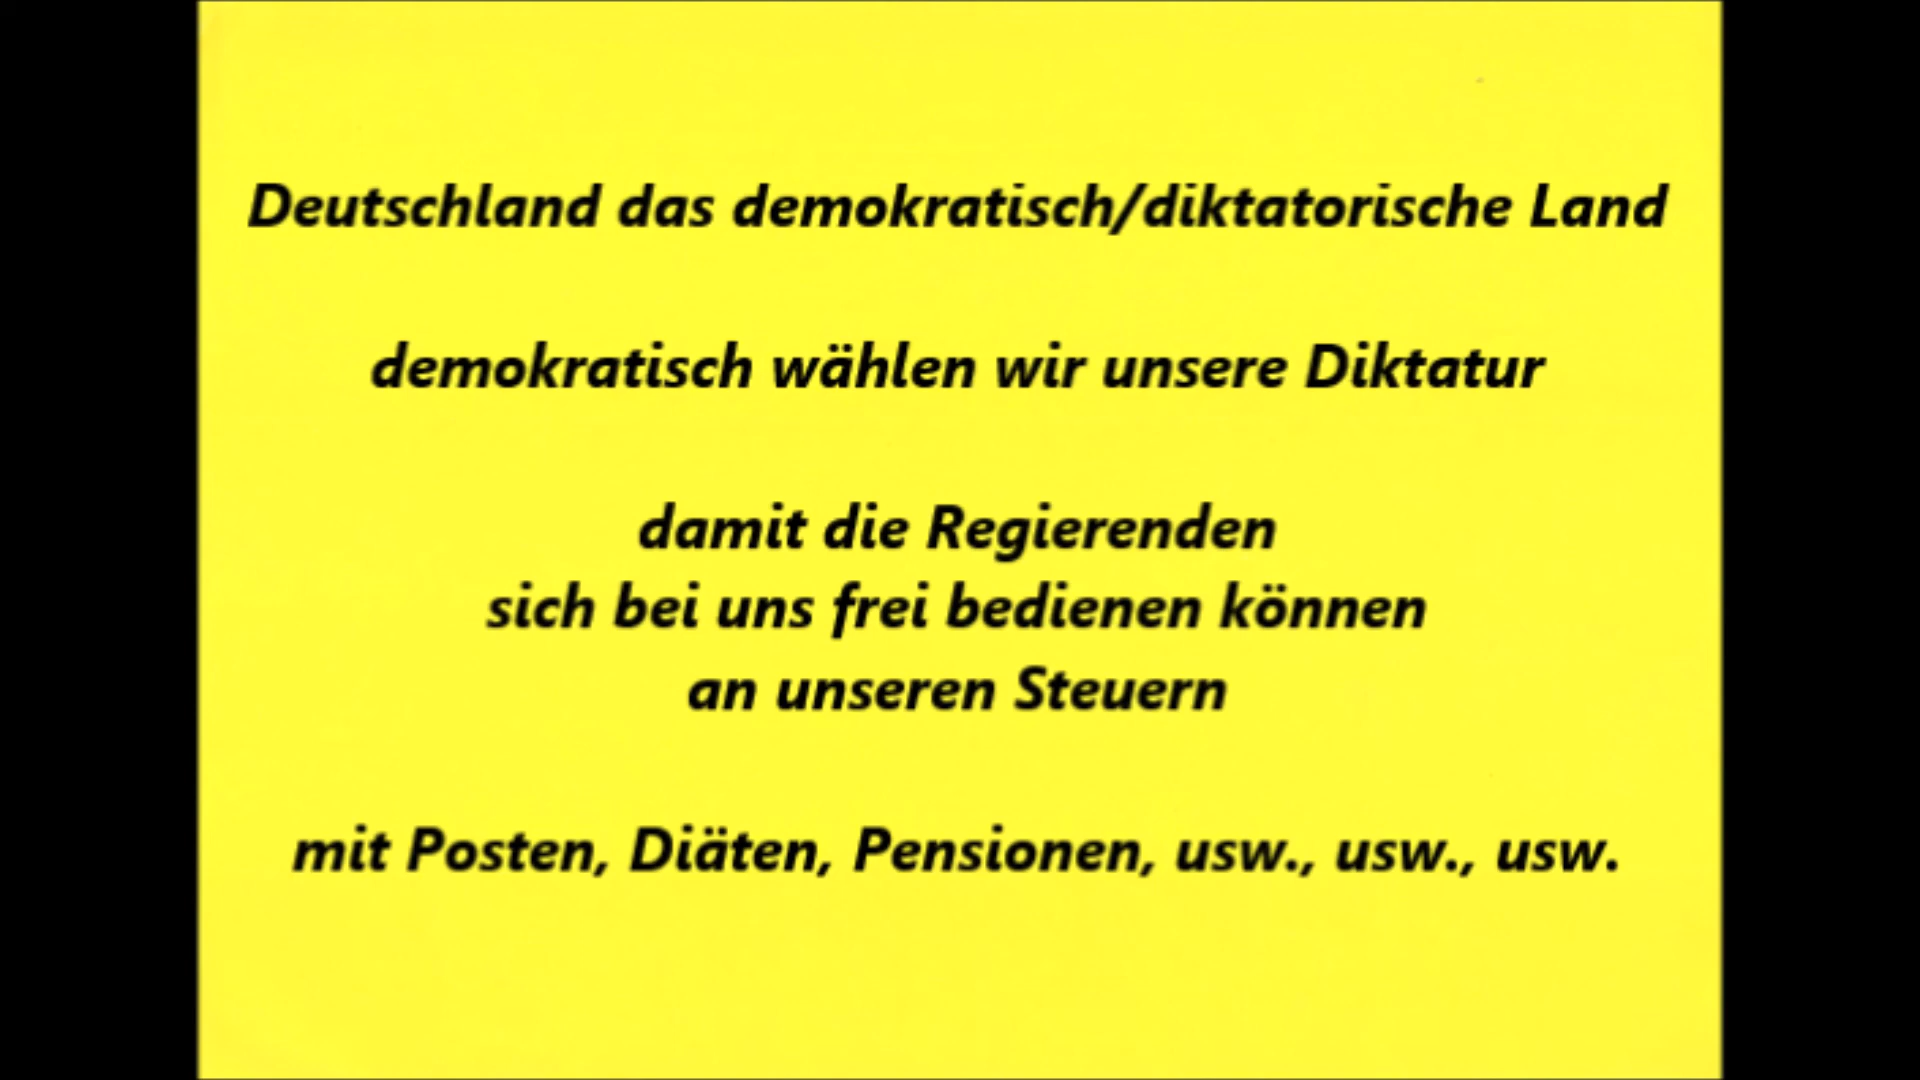 Deutschland das demokratisch/diktatorische Land
demokratisch wählen wir unsere Diktatur
damit die Regierenden
sich bei uns frei bedienen können
an unseren Steuern
mit Posten, Diäten, Pensionen, usw., usw., usw.